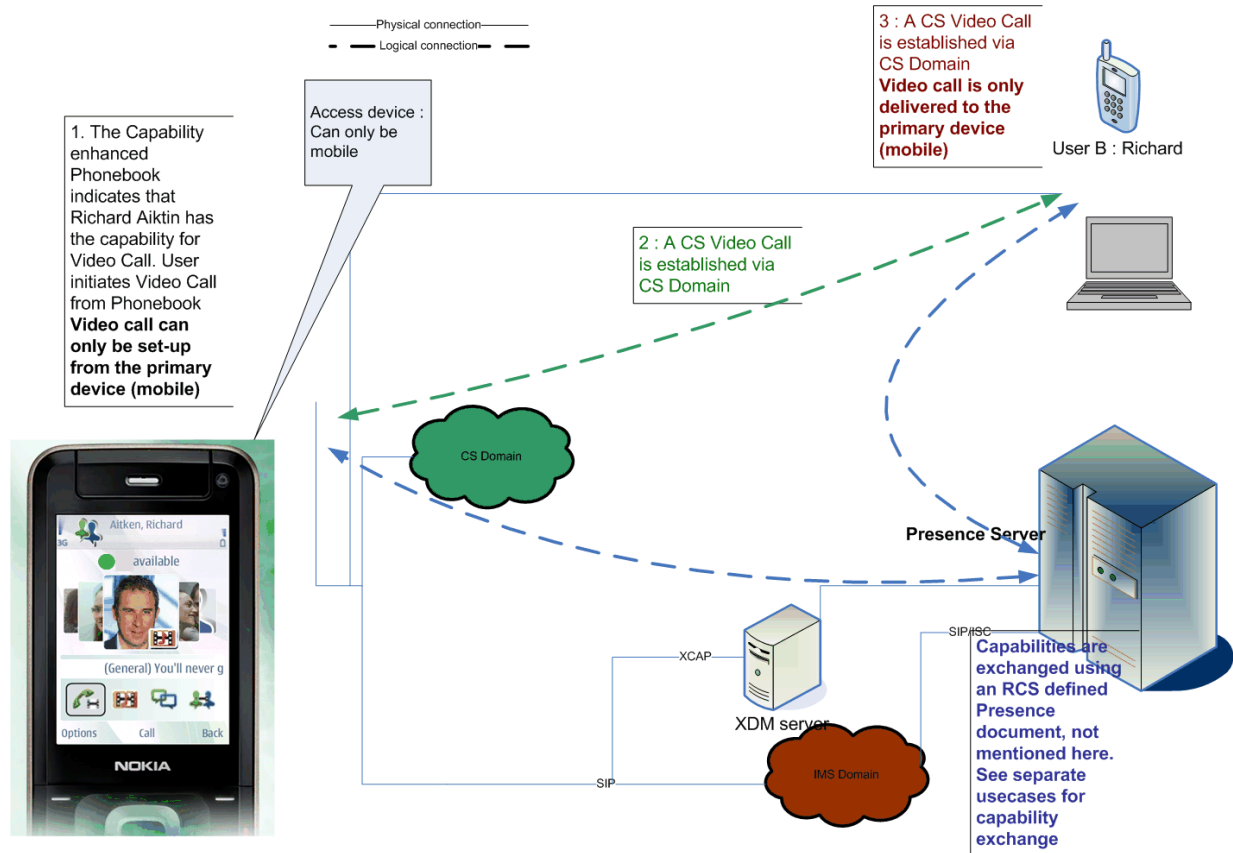 Physical connection
Logical connection
3 : A CS Video Call
is established via
CS Domain
Video call is only
delivered to the
primary device
(mobile)
User B : Richard
Access device :
Can only be
mobile
1. The Capability
enhanced
Phonebook
indicates that
Richard Aiktin has
the capability for
Video Call. User
initiates Video Call
from Phonebook
Video call can
only be set-up
from the primary
device (mobile)
2 : A CS Video Call
is established via
CS Domain
CS Domain
Presence Server
3G
Aitken, Richard
available
(General) You'll never g
Options
Call
Back
NOKIA
XCAP
XDM server
SIP/ISC
SIP
IMS Domain
Capabilities are
exchanged using
an RCS defined
Presence
document, not
mentioned here.
See separate
usecases for
capability
exchange